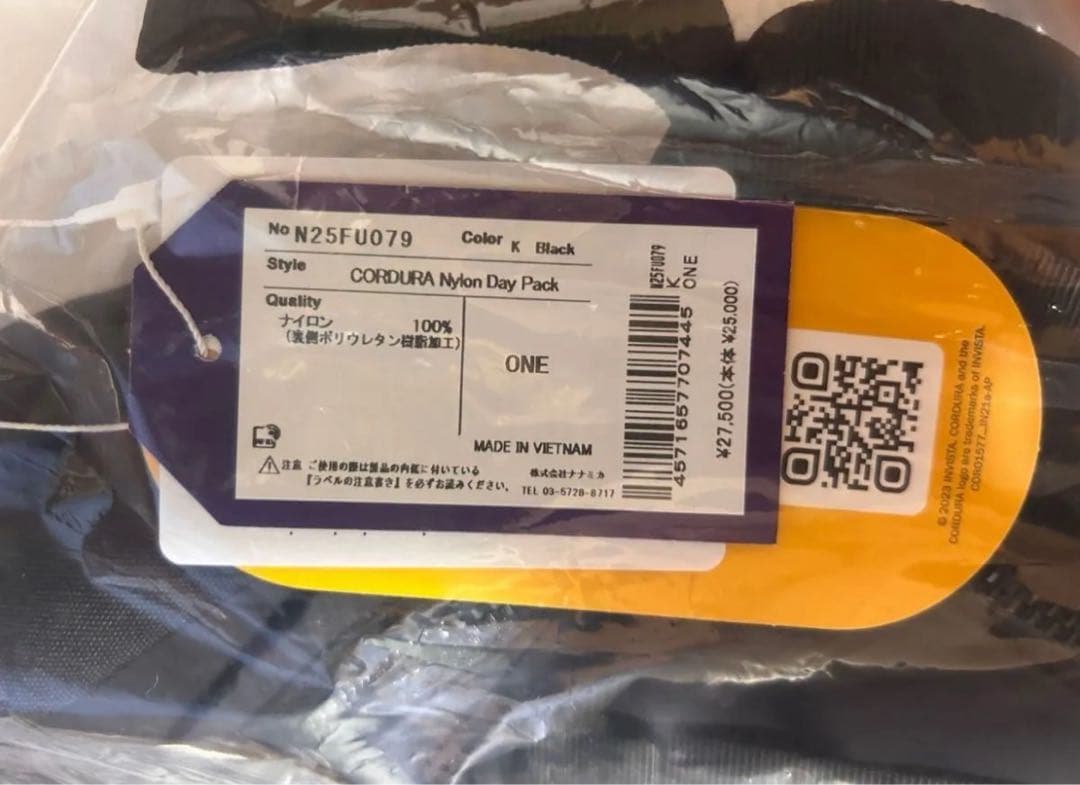 No N25FU079 Color K Black
Style CORDURA Nylon Day Pack
Quality
ナイロン 100%
(裏側ポリウレタン樹脂加工)
ONE
MADE IN VIETNAM
注意 ご使用の際は製品の内側に付いている
『ラベルの注意書き』を必ずお読みください。
株式会社ナナミカ
TEL 03-5728-8717
N25FU079
K
ONE
4571657707445
¥27,500(本体 ¥25,000)
© 2023 INVISTA. CORDURA and the
CORDURA logo are trademarks of INVISTA.
COR01577_IN21a-AP